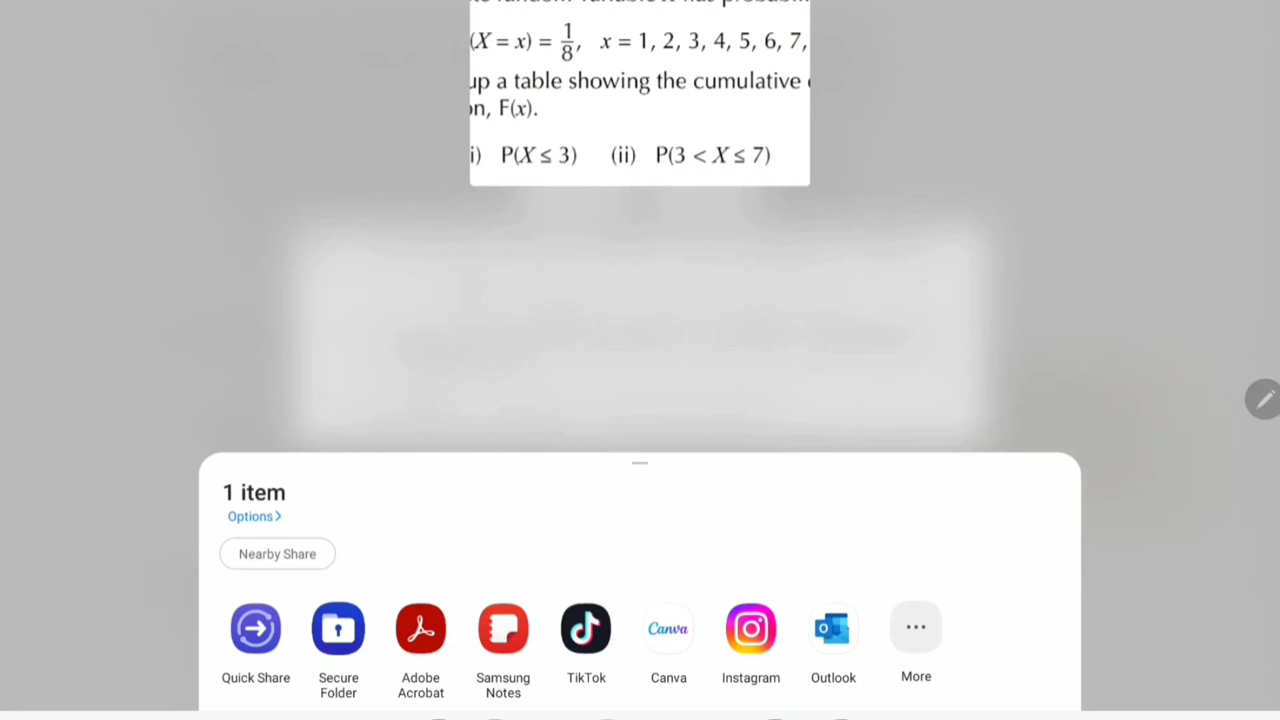 (X = x) = 1/8, x = 1, 2, 3, 4, 5, 6, 7,
up a table showing the cumulative
on, F(x).
i) P(X ≤ 3) (ii) P(3 < X ≤ 7)
1 item
Options >
Nearby Share
Quick Share
Secure Folder
Adobe Acrobat
Samsung Notes
TikTok
Canva
Canva
Instagram
Outlook
More